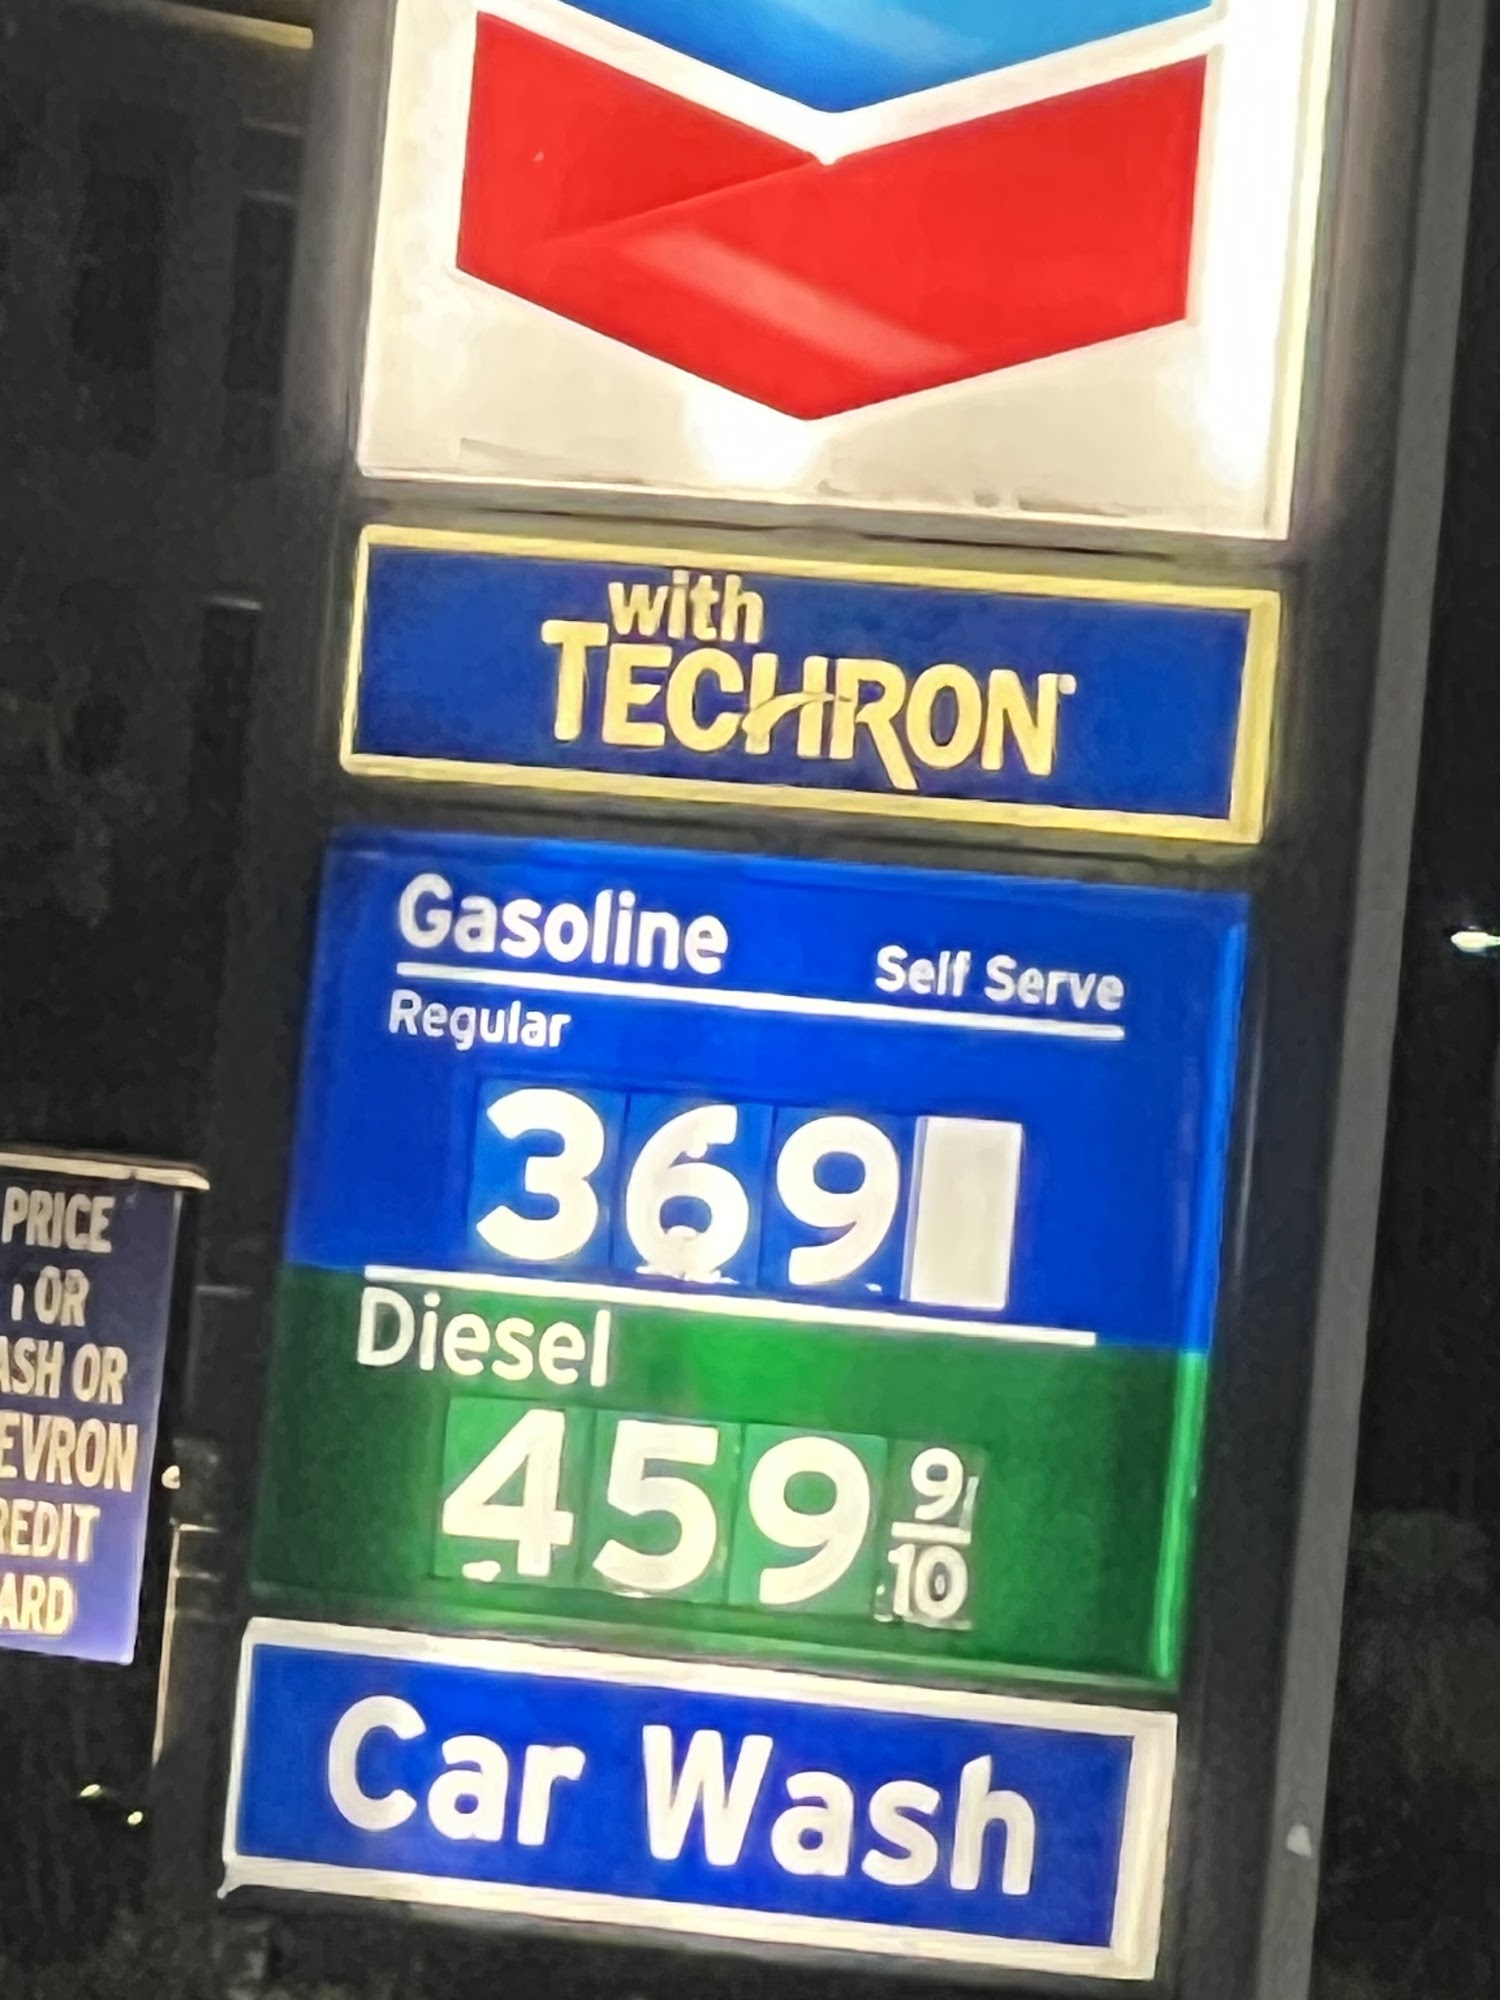 with
TECHRON
Gasoline Self Serve
Regular
369
Diesel
459 9/10
Car Wash
PRICE
OR
ASH OR
EVRON
REDIT
ARD